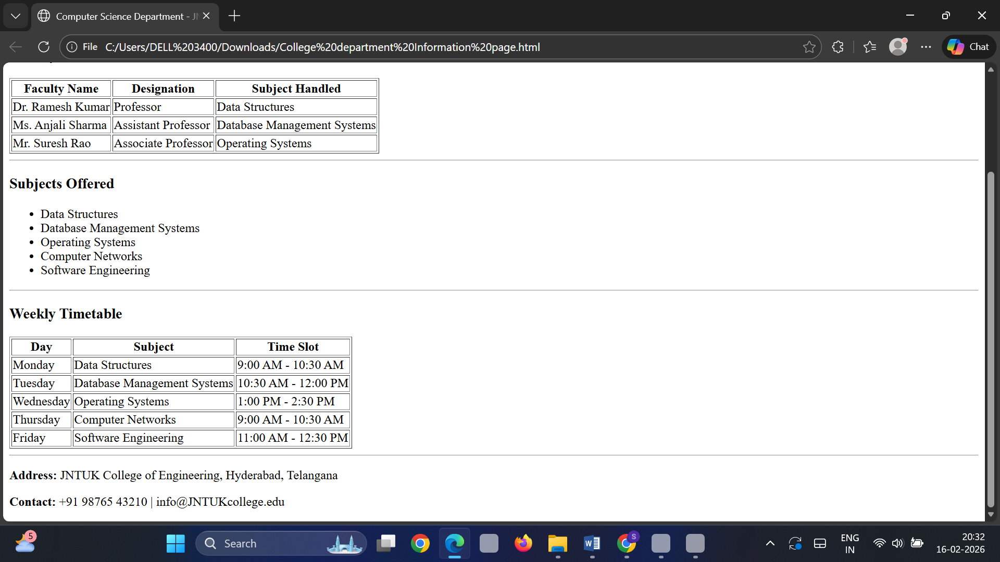 Computer Science Department - J
File C:/Users/DELL%203400/Downloads/College%20department%20Information%20page.html
Chat
Faculty Name Designation Subject Handled
Dr. Ramesh Kumar Professor Data Structures
Ms. Anjali Sharma Assistant Professor Database Management Systems
Mr. Suresh Rao Associate Professor Operating Systems
Subjects Offered
• Data Structures
• Database Management Systems
• Operating Systems
• Computer Networks
• Software Engineering
Weekly Timetable
Day Subject Time Slot
Monday Data Structures 9:00 AM - 10:30 AM
Tuesday Database Management Systems 10:30 AM - 12:00 PM
Wednesday Operating Systems 1:00 PM - 2:30 PM
Thursday Computer Networks 9:00 AM - 10:30 AM
Friday Software Engineering 11:00 AM - 12:30 PM
Address: JNTUK College of Engineering, Hyderabad, Telangana
Contact: +91 98765 43210 | info@JNTUKcollege.edu
5
Search
W
S
ENG
IN
20:32
16-02-2026